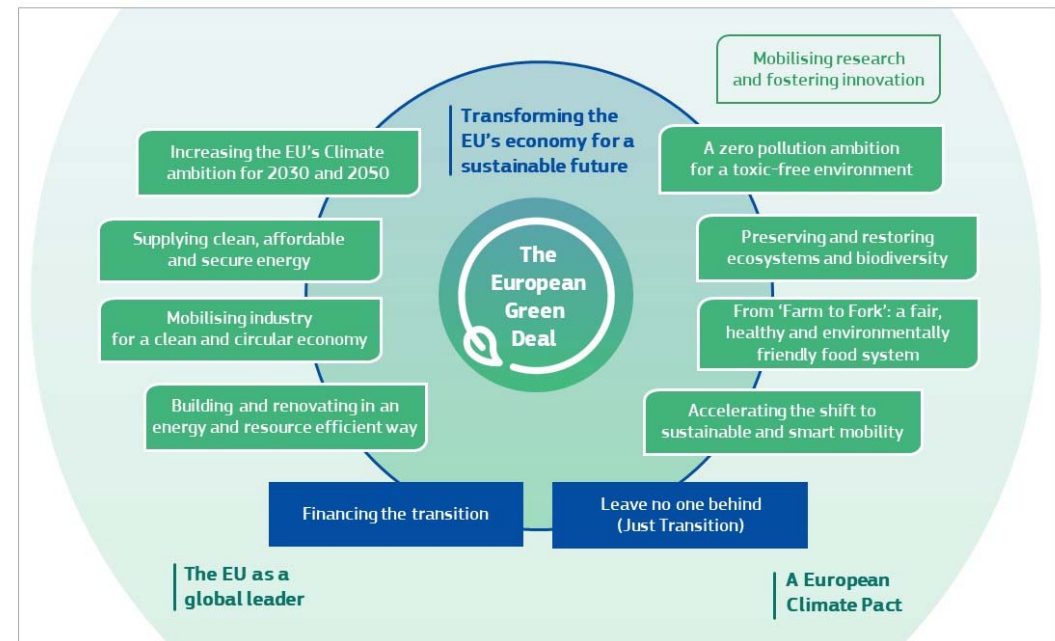 Mobilising research
and fostering innovation
Transforming the
EU's economy for a
sustainable future
Increasing the EU's Climate
ambition for 2030 and 2050
A zero pollution ambition
for a toxic-free environment
Supplying clean, affordable
and secure energy
Preserving and restoring
ecosystems and biodiversity
The
European
Green
Deal
Mobilising industry
for a clean and circular economy
From ‘Farm to Fork’: a fair,
healthy and environmentally
friendly food system
Building and renovating in an
energy and resource efficient way
Accelerating the shift to
sustainable and smart mobility
Financing the transition
Leave no one behind
(Just Transition)
The EU as a
global leader
A European
Climate Pact